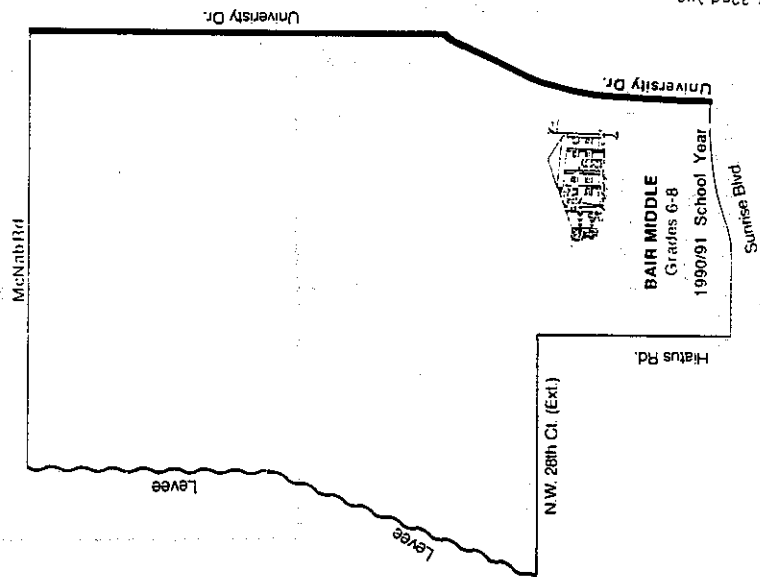 Univeristy Dr.
McNab Rd
University Dr.
BAIR MIDDLE
Grades 6-8
1990/91 School Year
Sunrise Blvd.
Hiatus Rd.
N.W. 28th Ct. (Ext.)
Levee
Levee